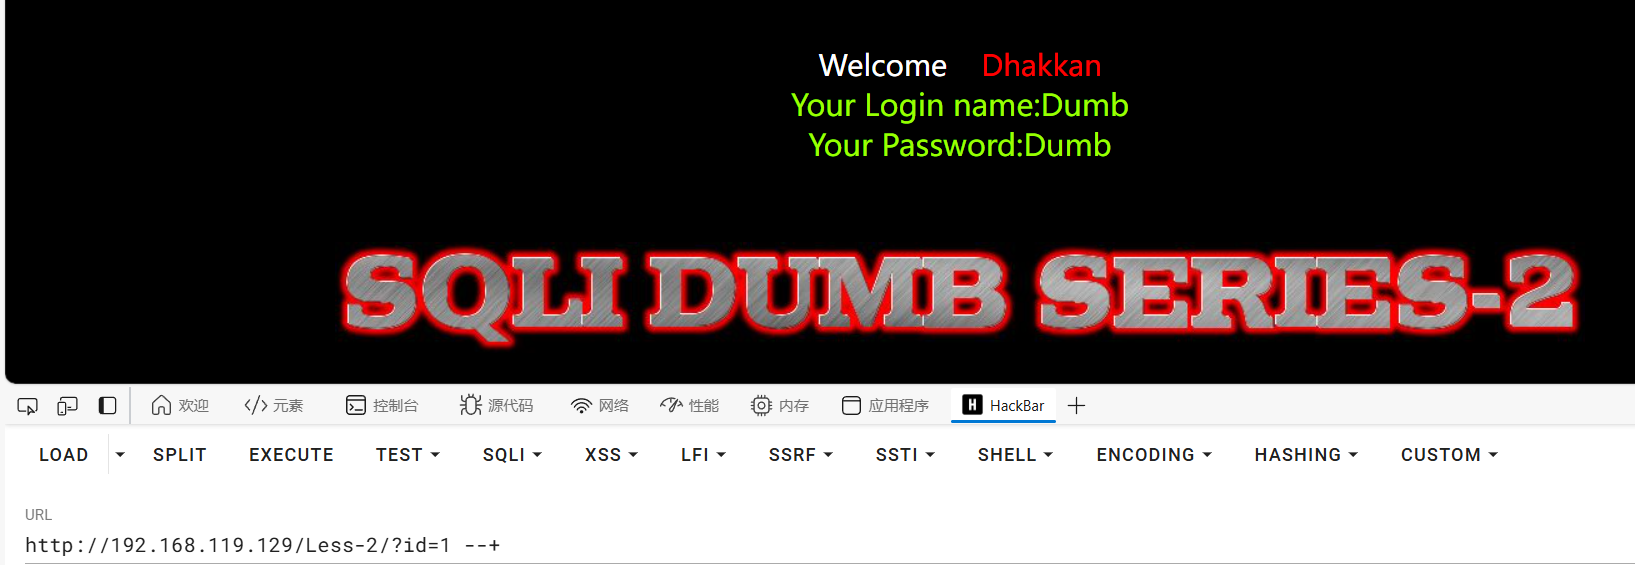 Welcome Dhakkan
Your Login name:Dumb
Your Password:Dumb
SQLI DUMB SERIES-2
欢迎 </> 元素 控制台 源代码 网络 性能 内存 应用程序 H HackBar +
LOAD SPLIT EXECUTE TEST SQLI XSS LFI SSRF SSTI SHELL ENCODING HASHING CUSTOM
URL
http://192.168.119.129/Less-2/?id=1 --+